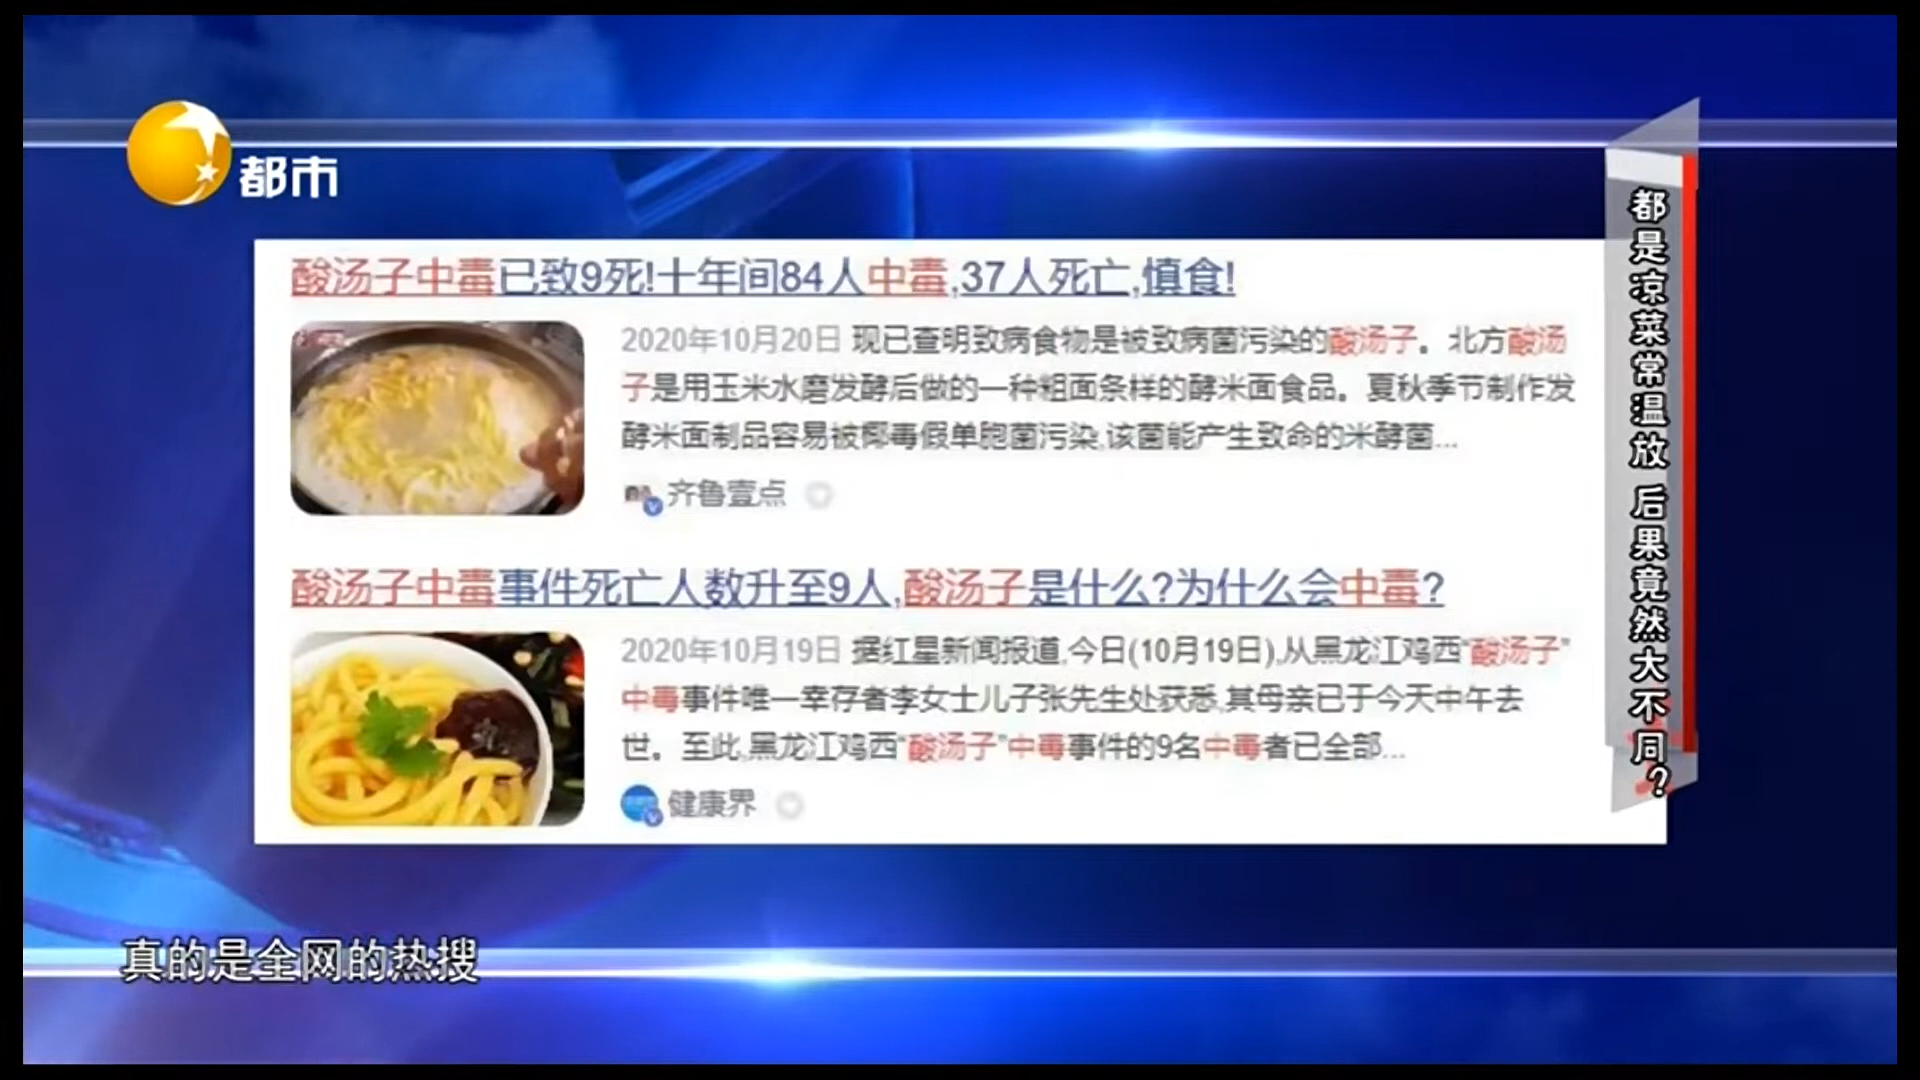 都市
酸汤子中毒已致9死!十年间84人中毒,37人死亡,慎食!
2020年10月20日 现已查明致病食物是被致病菌污染的酸汤子。北方酸汤
子是用玉米水磨发酵后做的一种粗面条样的酵米面食品。夏秋季节制作发
酵米面制品容易被椰毒假单胞菌污染,该菌能产生致命的米酵菌...
齐鲁壹点
酸汤子中毒事件死亡人数升至9人,酸汤子是什么?为什么会中毒?
2020年10月19日 据红星新闻报道,今日(10月19日),从黑龙江鸡西“酸汤子”
中毒事件唯一幸存者李女士儿子张先生处获悉,其母亲已于今天中午去
世。至此,黑龙江鸡西“酸汤子”中毒事件的9名中毒者已全部...
健康界
都是凉菜常温放 后果竟然大不同?
真的是全网的热搜